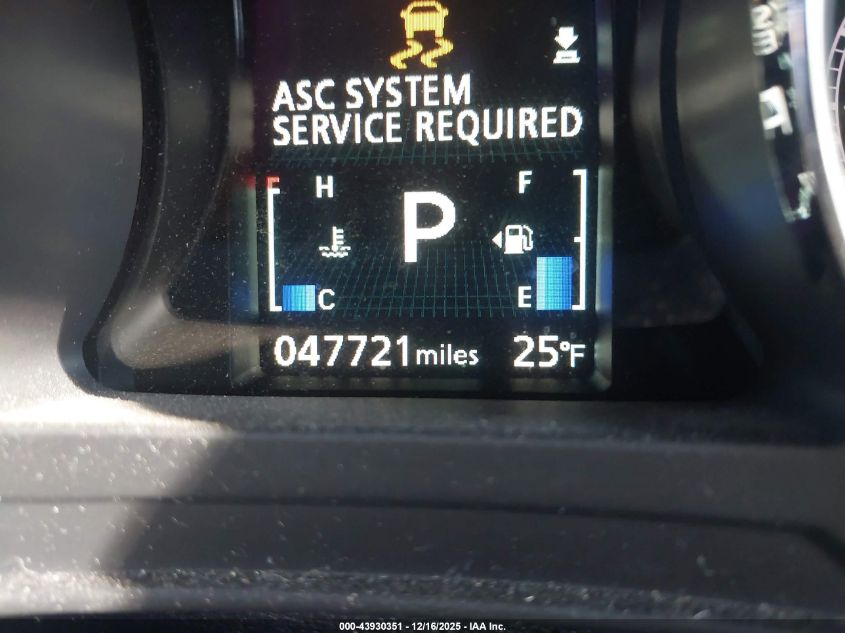 ASC SYSTEM
SERVICE REQUIRED
H
F
P
C
E
047721 miles 25°F
000-43930351 - 12/16/2025 - IAA Inc.